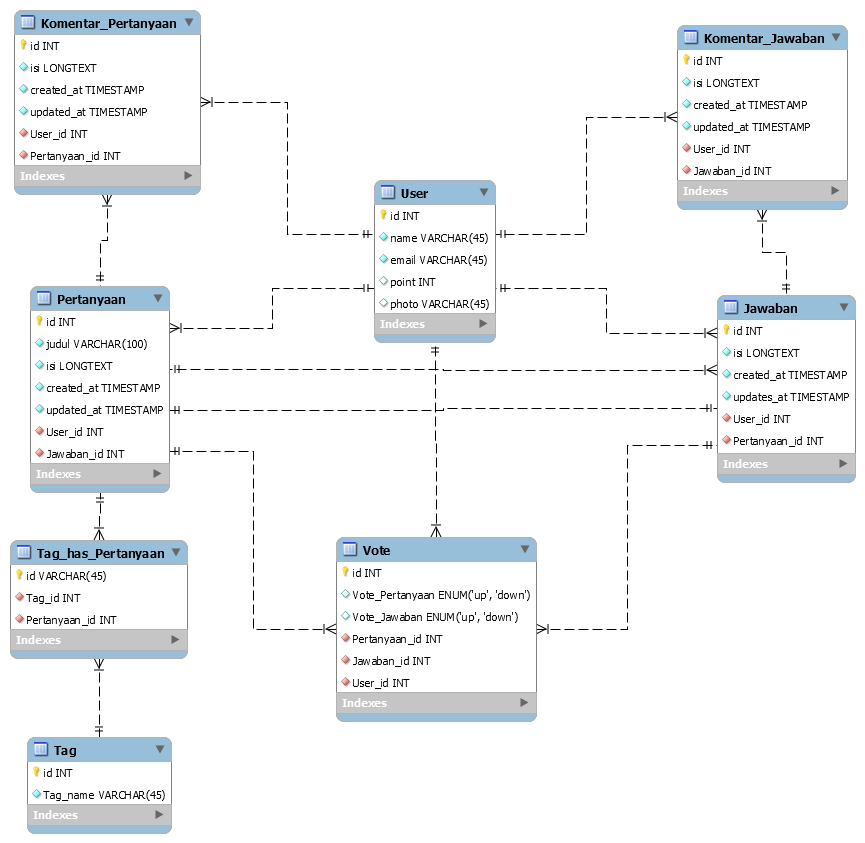 Komentar_Pertanyaan
id INT
isi LONGTEXT
created_at TIMESTAMP
updated_at TIMESTAMP
User_id INT
Pertanyaan_id INT
Indexes
Komentar_Jawaban
id INT
isi LONGTEXT
created_at TIMESTAMP
updated_at TIMESTAMP
User_id INT
Jawaban_id INT
Indexes
User
id INT
name VARCHAR(45)
email VARCHAR(45)
point INT
photo VARCHAR(45)
Indexes
Pertanyaan
id INT
judul VARCHAR(100)
isi LONGTEXT
created_at TIMESTAMP
updated_at TIMESTAMP
User_id INT
Jawaban_id INT
Indexes
Jawaban
id INT
isi LONGTEXT
created_at TIMESTAMP
updates_at TIMESTAMP
User_id INT
Pertanyaan_id INT
Indexes
Tag_has_Pertanyaan
id VARCHAR(45)
Tag_id INT
Pertanyaan_id INT
Indexes
Vote
id INT
Vote_Pertanyaan ENUM('up', 'down')
Vote_Jawaban ENUM('up', 'down')
Pertanyaan_id INT
Jawaban_id INT
User_id INT
Indexes
Tag
id INT
Tag_name VARCHAR(45)
Indexes